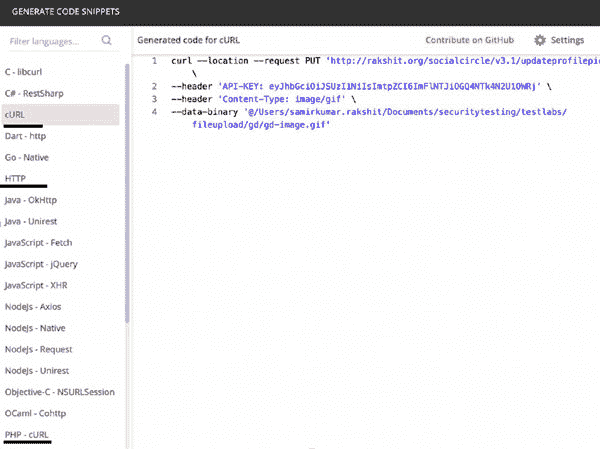 GENERATE CODE SNIPPETS
Filter languages...
Generated code for cURL
Contribute on GitHub
Settings
C - libcurl
C# - RestSharp
cURL
Dart - http
Go - Native
HTTP
Java - OkHttp
Java - Unirest
JavaScript - Fetch
JavaScript - jQuery
JavaScript - XHR
NodeJs - Axios
NodeJs - Native
NodeJs - Request
NodeJs - Unirest
Objective-C - NSURLSession
OCaml - Cohttp
PHP - cURL
1 curl --location --request PUT 'http://rakshit.org/socialcircle/v3.1/updateprofilepic
\
2 --header 'API-KEY: \
3 --header 'Content-Type: image/gif' \
4 --data-binary '@/Users/samirkumar.rakshit/Documents/securitytesting/testlabs/
fileupload/gd/gd-image.gif'